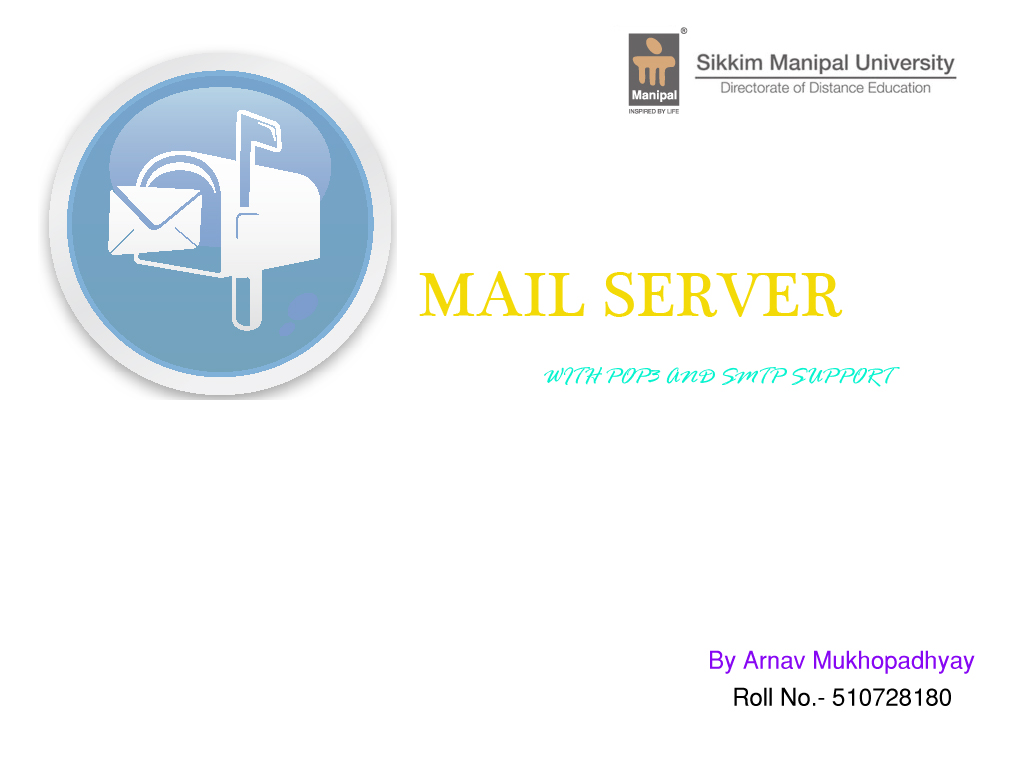 ®
Sikkim Manipal University
Directorate of Distance Education
Manipal
INSPIRED BY LIFE
MAIL SERVER
WITH POP3 AND SMTP SUPPORT
By Arnav Mukhopadhyay
Roll No.- 510728180